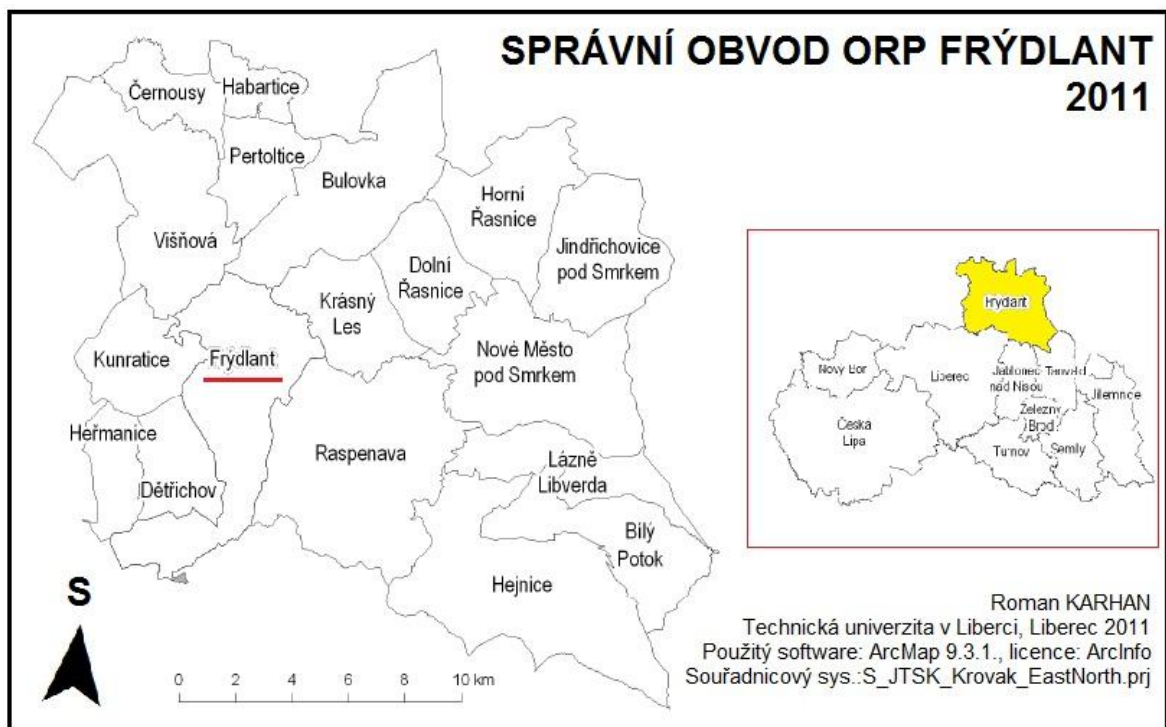 SPRÁVNÍ OBVOD ORP FRÝDLANT
2011
Černousy
Habartice
Pertoltice
Bulovka
Horní
Řasnice
Višňová
Jindřichovice
pod Smrkem
Dolní
Řasnice
Krásný
Les
Kunratice
Frýdlant
Nové Město
pod Smrkem
Heřmanice
Raspenava
Lázně
Libverda
Dětřichov
Bílý
Potok
Hejnice
S
0 2 4 6 8 10 km
Frýdlant
Nový Bor
Liberec
Jablonec
nad Nisou
Tanvald
Jilemnice
Železný
Brod
Česká
Lípa
Turnov
Semily
Roman KARHAN
Technická univerzita v Liberci, Liberec 2011
Použitý software: ArcMap 9.3.1., licence: ArcInfo
Souřadnicový sys.:S_JTSK_Krovak_EastNorth.prj